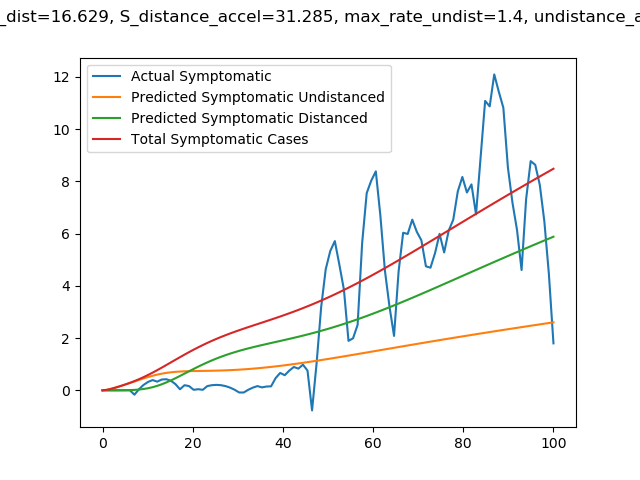 _dist=16.629, S_distance_accel=31.285, max_rate_undist=1.4, undistance_a
Actual Symptomatic
Predicted Symptomatic Undistanced
Predicted Symptomatic Distanced
Total Symptomatic Cases
12
10
8
6
4
2
0
0 20 40 60 80 100